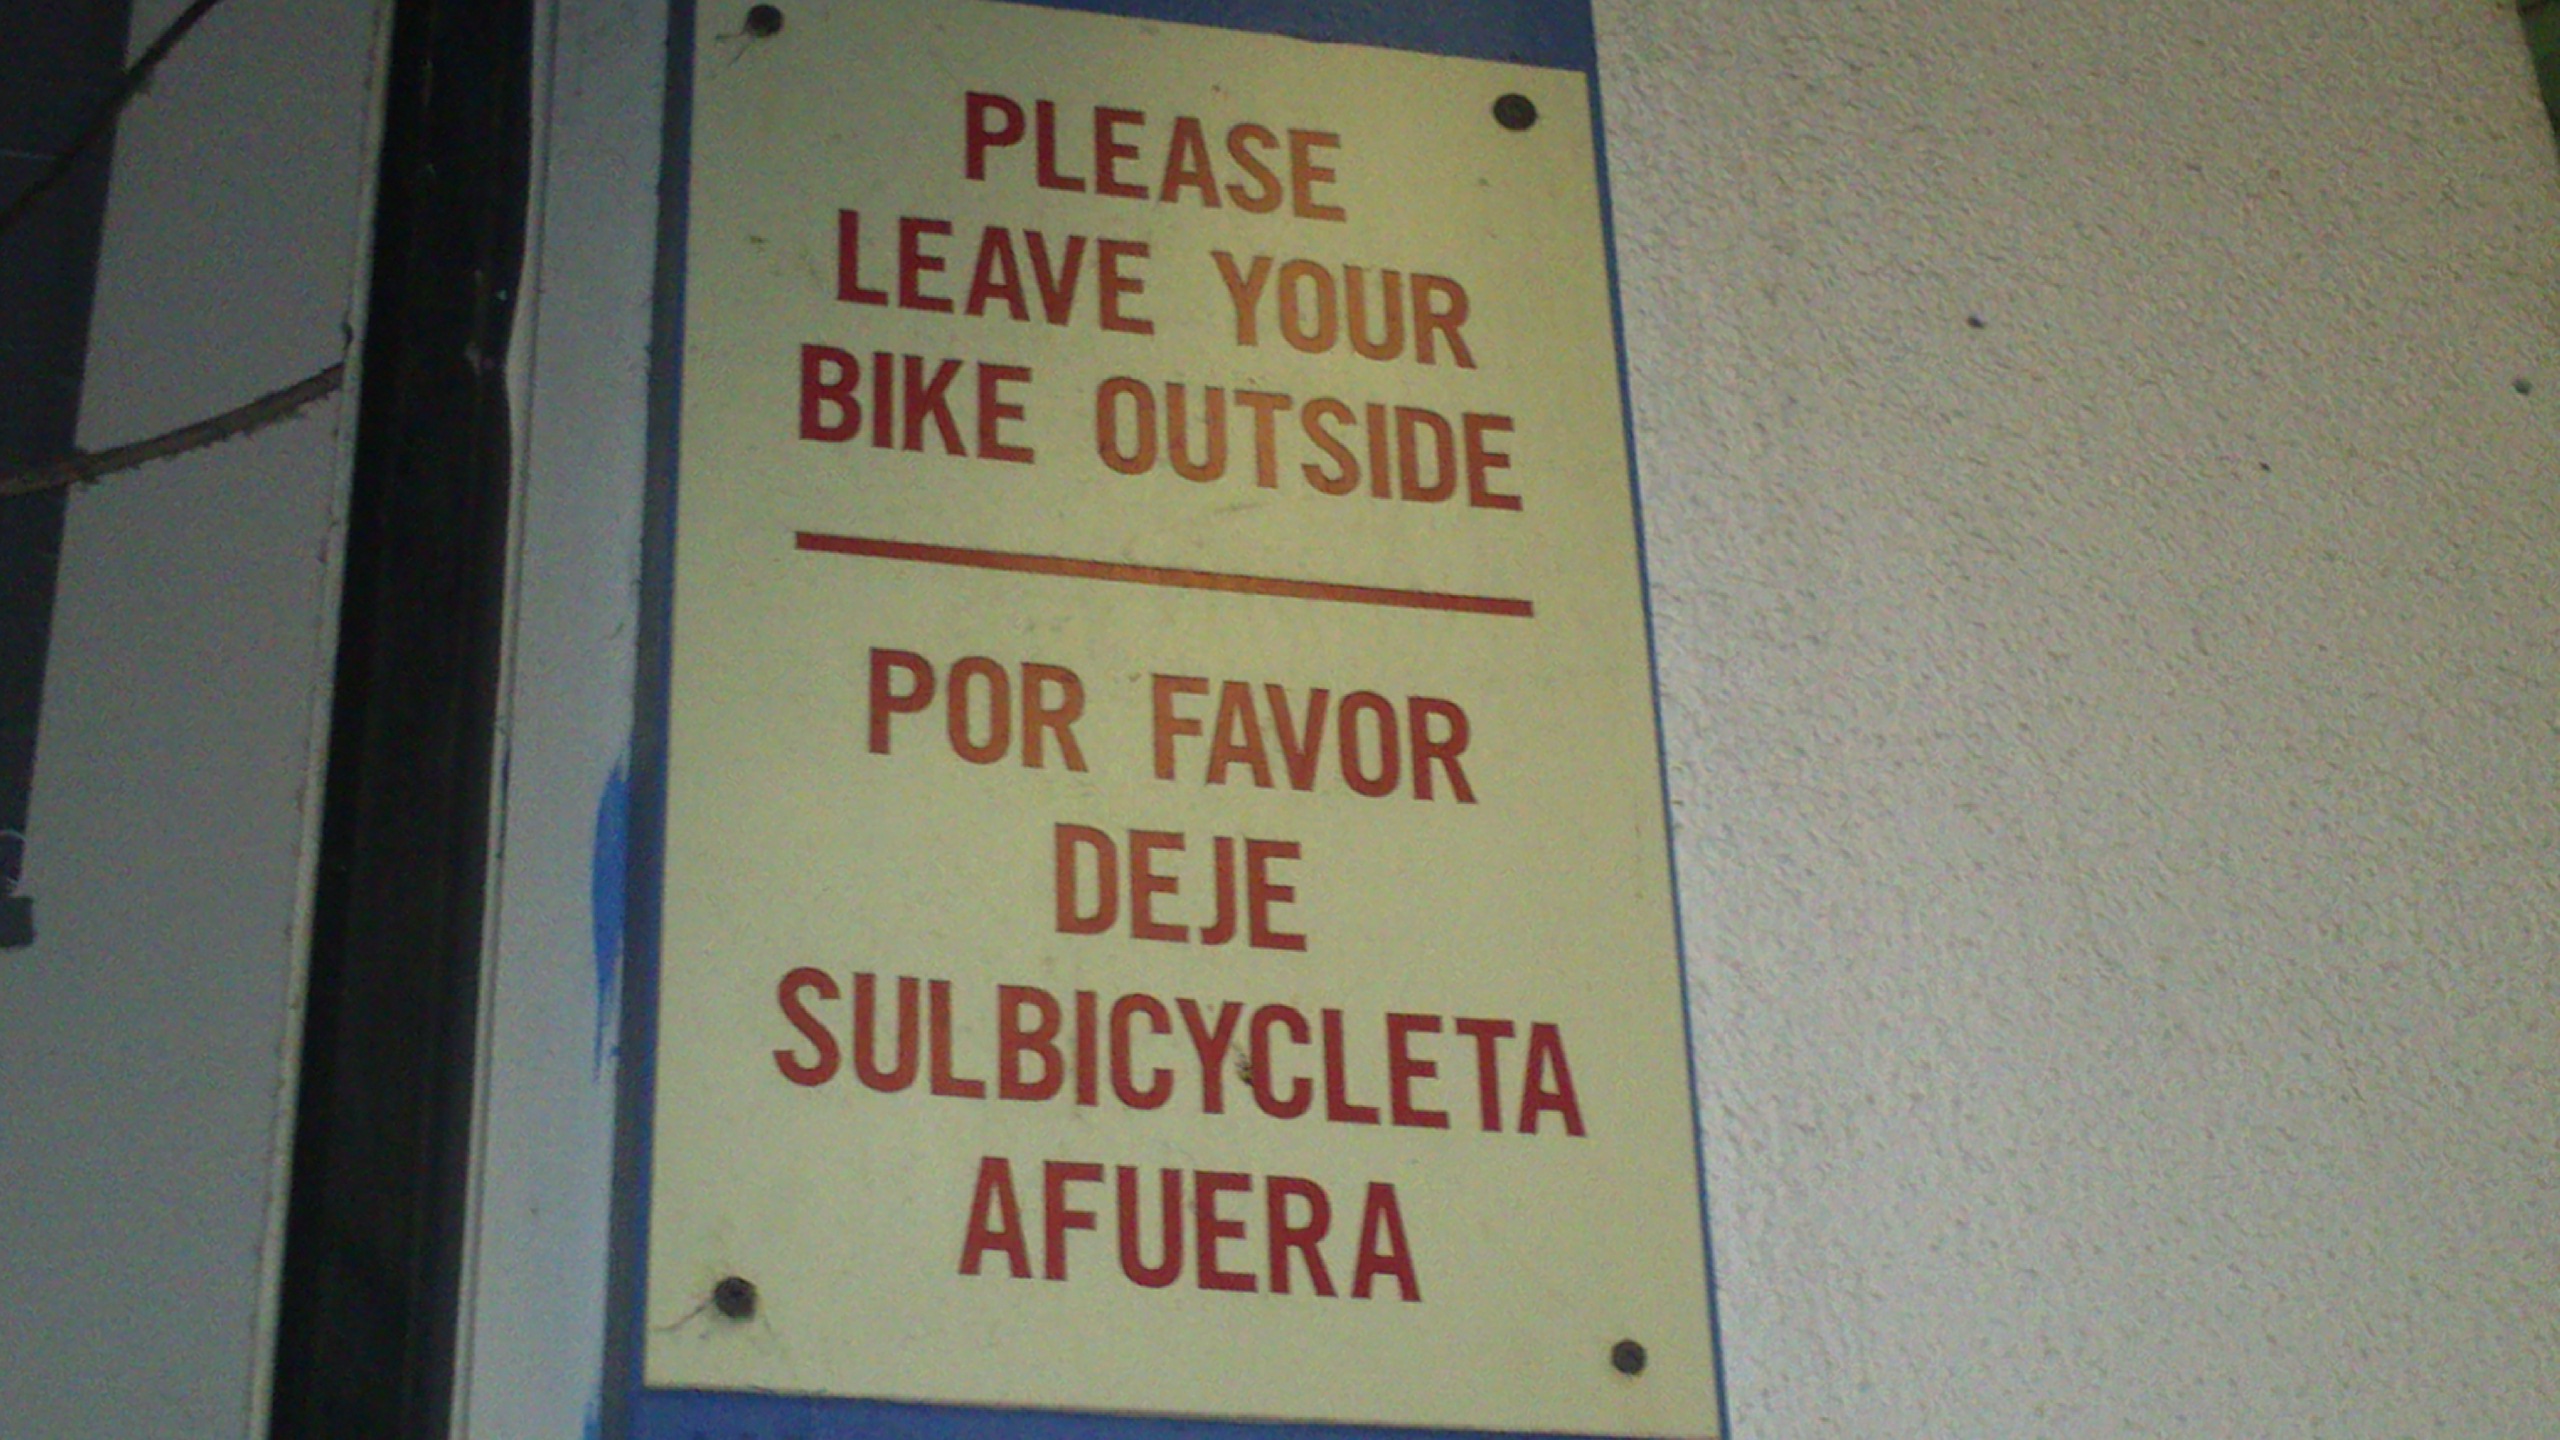 PLEASE
LEAVE YOUR
BIKE OUTSIDE
POR FAVOR
DEJE
SULBICYCLETA
AFUERA